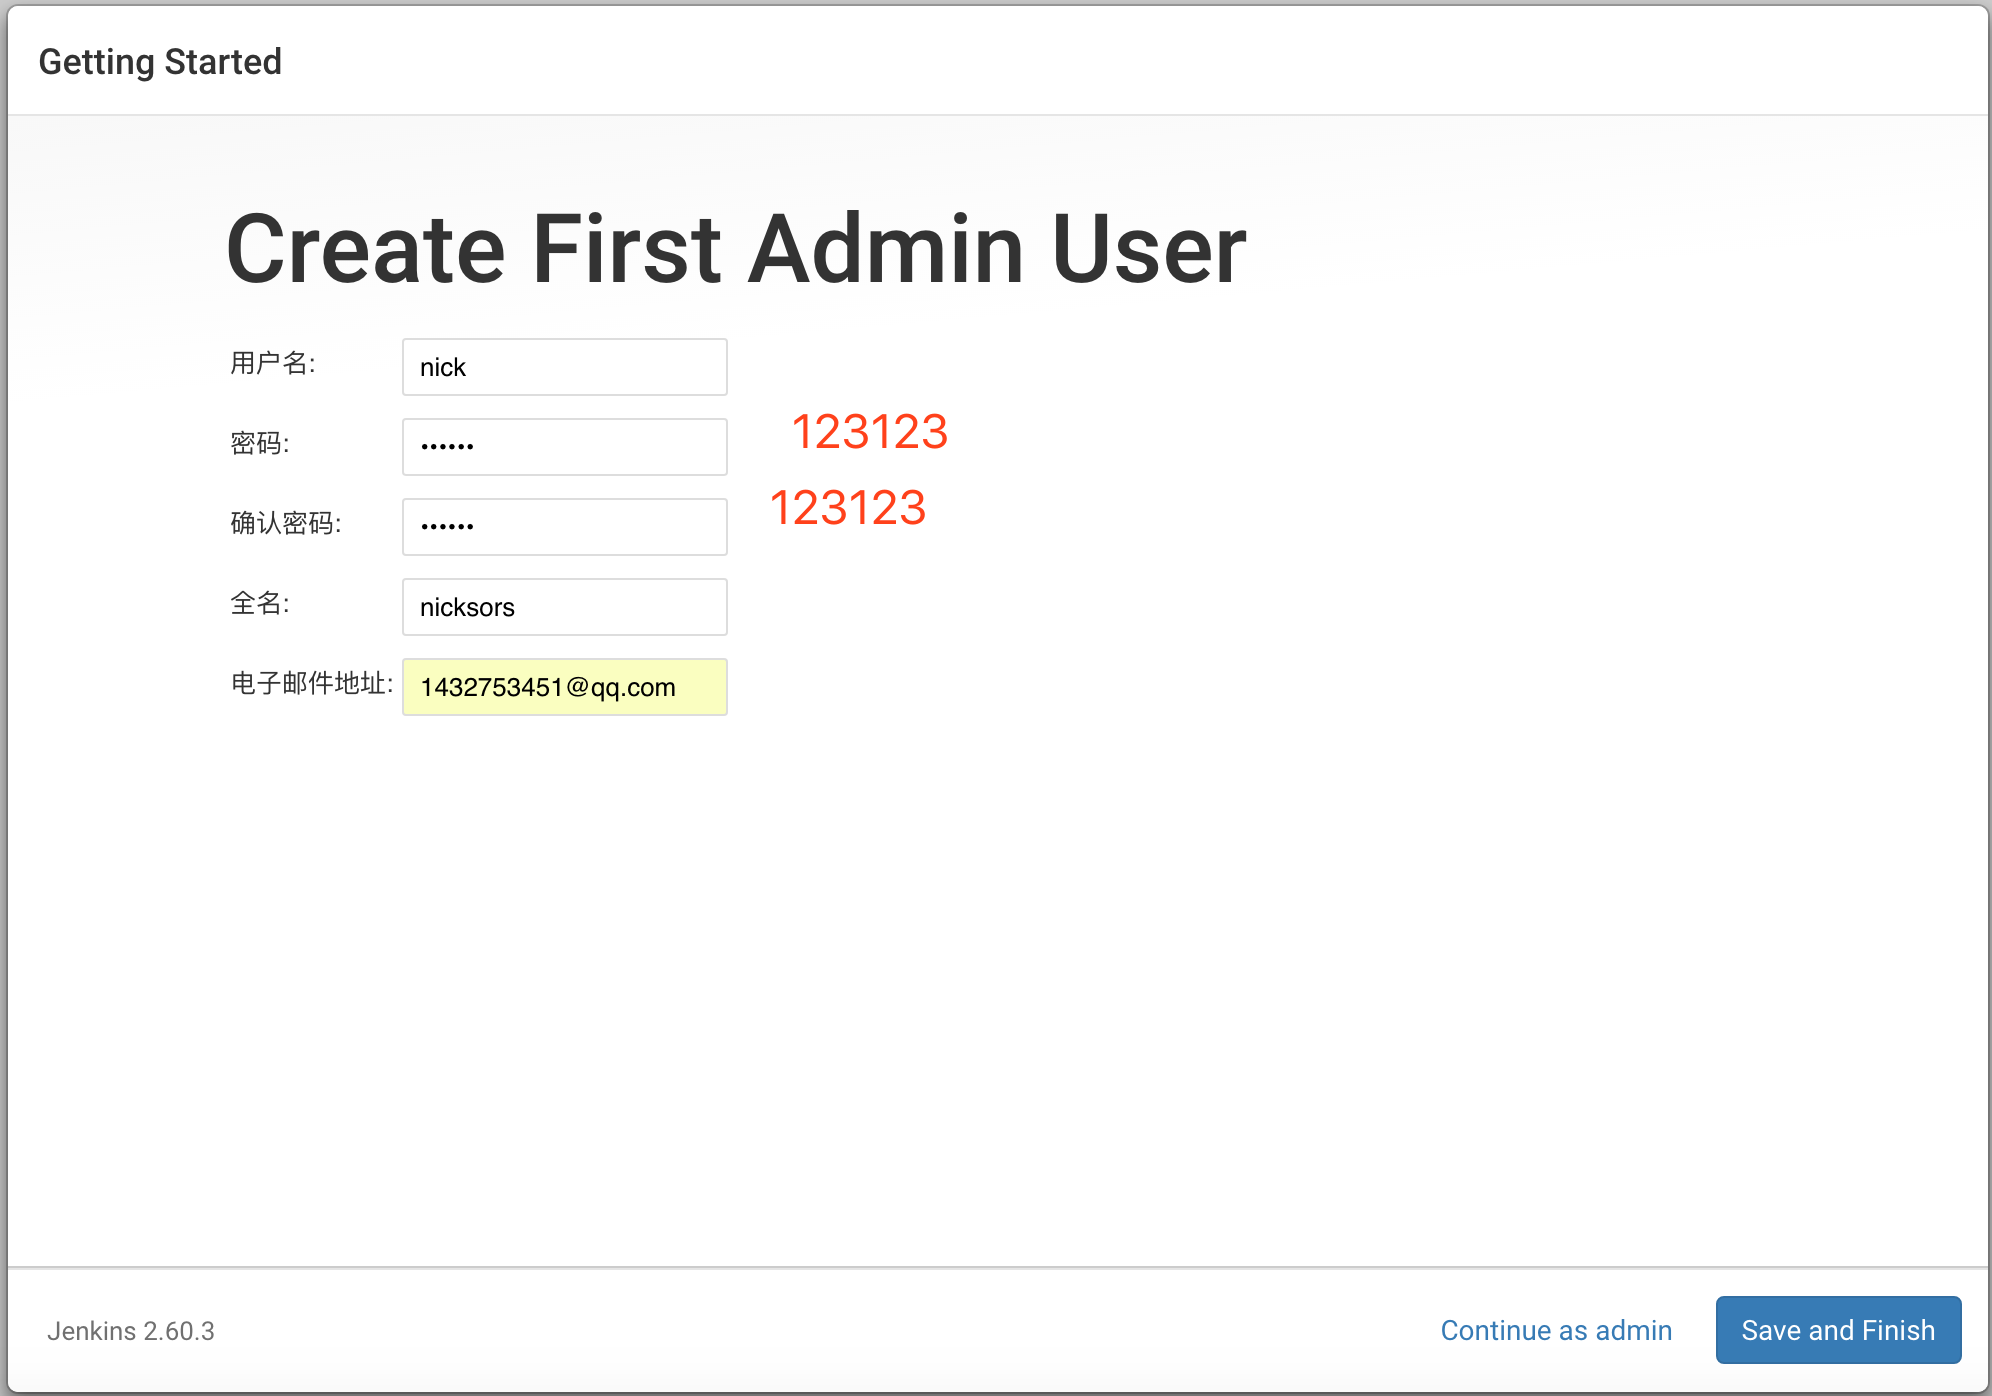 Getting Started
Create First Admin User
用户名: nick
密码: •••••• 123123
确认密码: •••••• 123123
全名: nicksors
电子邮件地址: 1432753451@qq.com
Jenkins 2.60.3 Continue as admin Save and Finish